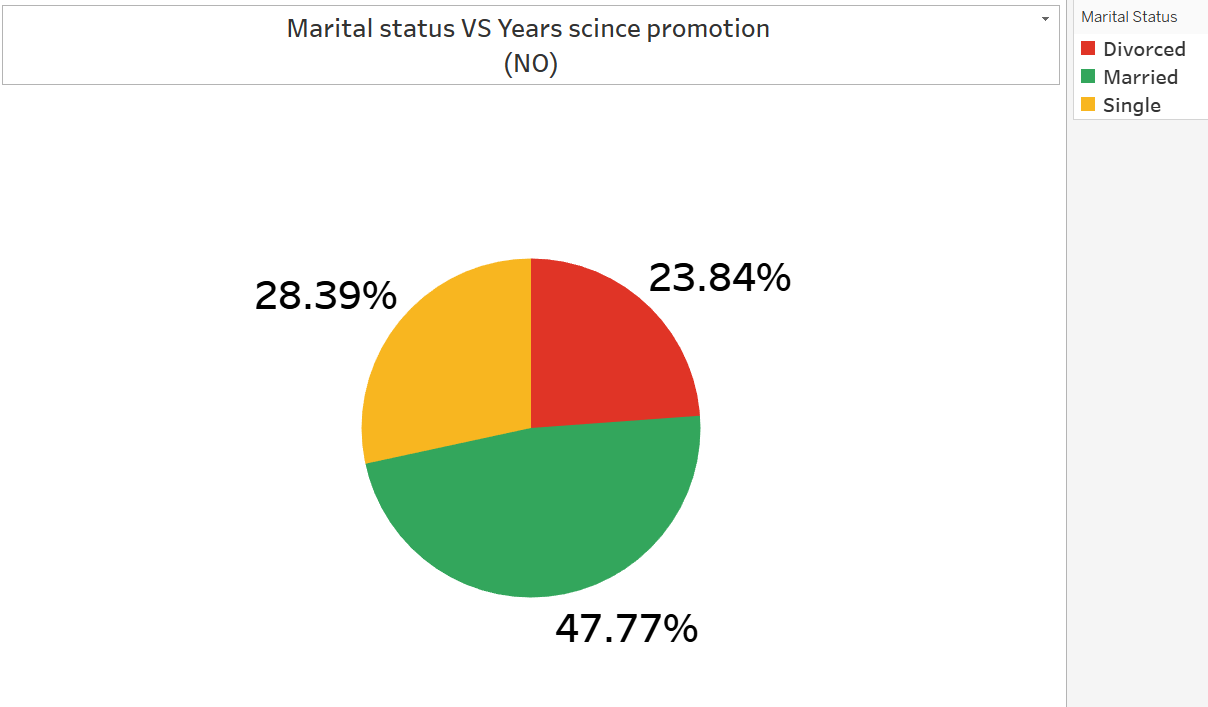 Marital status VS Years scince promotion
(NO)
Marital Status
Divorced
Married
Single
28.39%
23.84%
47.77%